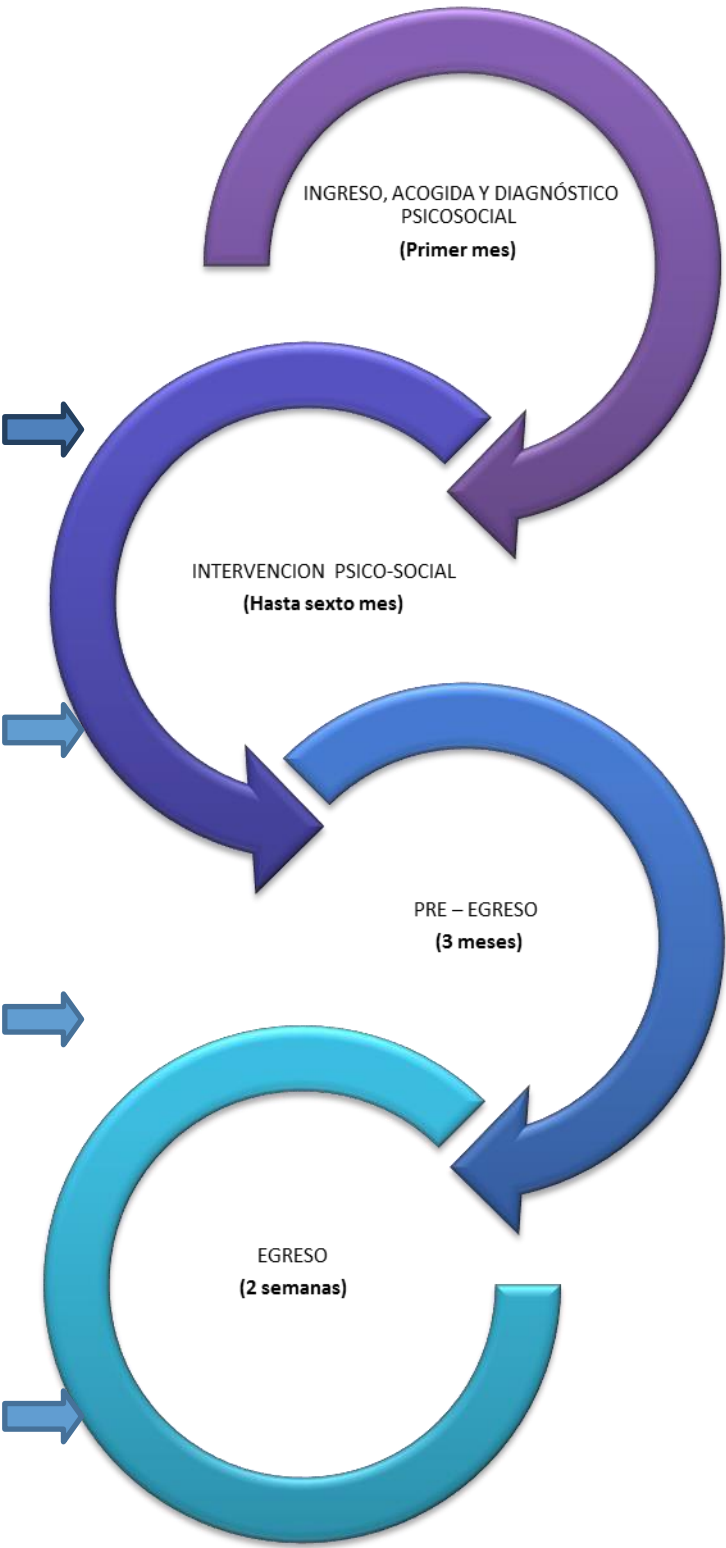 INGRESO, ACOGIDA Y DIAGNÓSTICO
PSICOSOCIAL
(Primer mes)
INTERVENCION PSICO-SOCIAL
(Hasta sexto mes)
PRE – EGRESO
(3 meses)
EGRESO
(2 semanas)